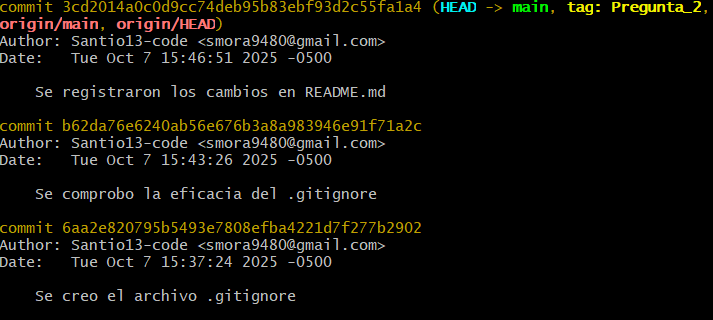 commit 3cd2014a0c0d9cc74deb95b83ebf93d2c55fa1a4 (HEAD -> main, tag: Pregunta_2,
origin/main, origin/HEAD)
Author: Santio13-code <smora9480@gmail.com>
Date:   Tue Oct 7 15:46:51 2025 -0500
    Se registraron los cambios en README.md
commit b62da76e6240ab56e676b3a8a983946e91f71a2c
Author: Santio13-code <smora9480@gmail.com>
Date:   Tue Oct 7 15:43:26 2025 -0500
    Se comprobo la eficacia del .gitignore
commit 6aa2e820795b5493e7808efba4221d7f277b2902
Author: Santio13-code <smora9480@gmail.com>
Date:   Tue Oct 7 15:37:24 2025 -0500
    Se creo el archivo .gitignore